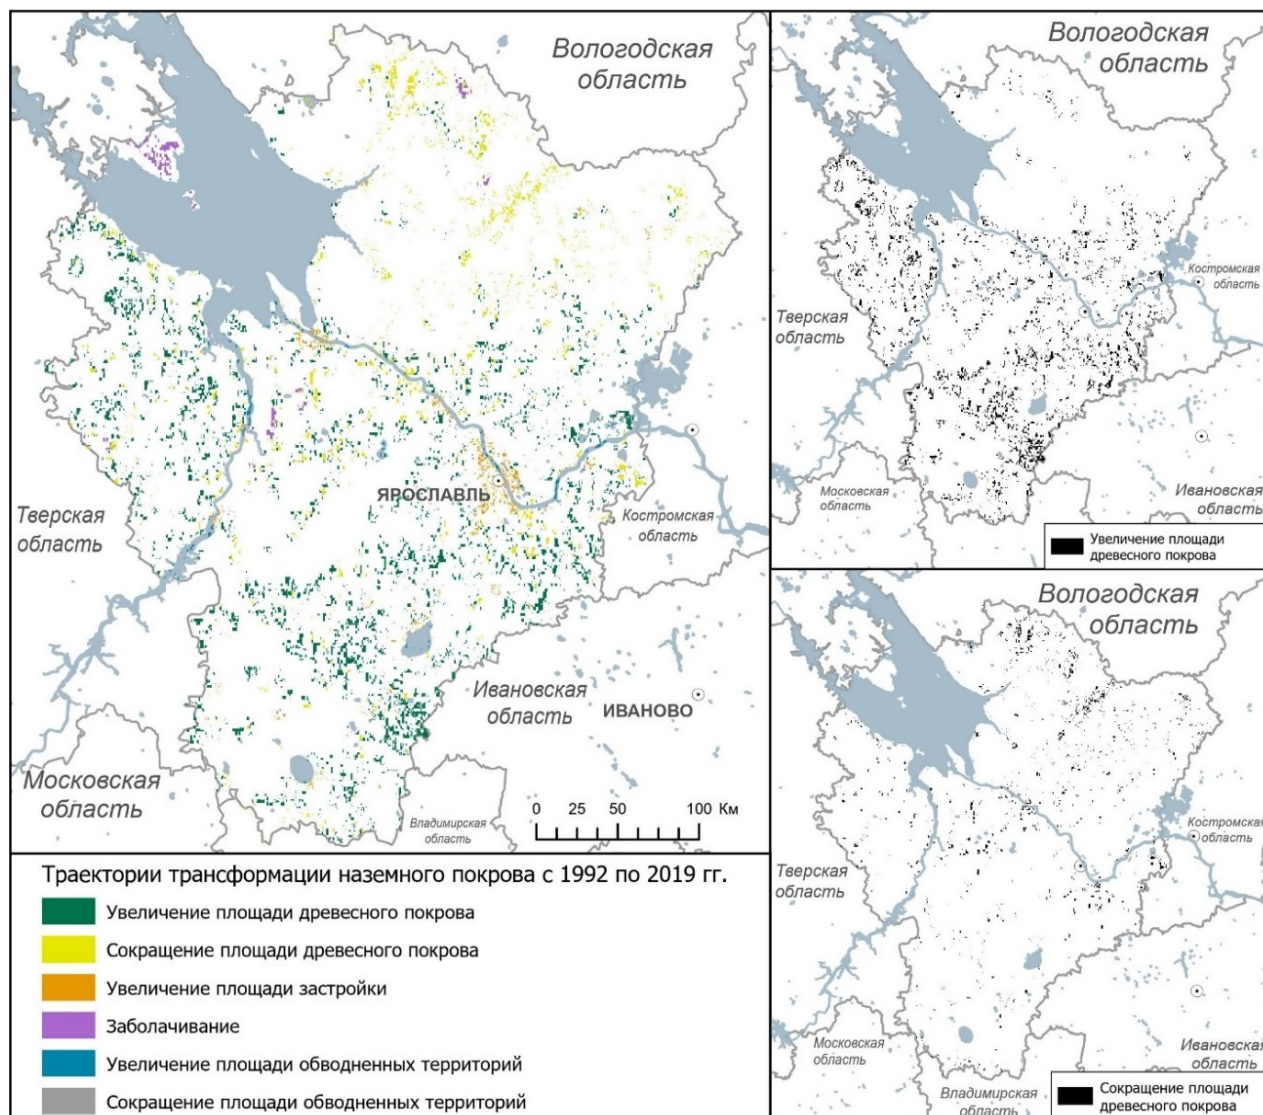 Вологодская
область
Тверская
область
ЯРОСЛАВЛЬ
Костромская
область
Ивановская
область
ИВАНОВО
Московская
область
Владимирская
область
0 25 50 100 Км
Траектории трансформации наземного покрова с 1992 по 2019 гг.
Увеличение площади древесного покрова
Сокращение площади древесного покрова
Увеличение площади застройки
Заболачивание
Увеличение площади обводненных территорий
Сокращение площади обводненных территорий
Вологодская
область
Костромская
область
Тверская
область
Московская
область
Ивановская
область
Увеличение площади
древесного покрова
Вологодская
область
Костромская
область
Тверская
область
Московская
область
Ивановская
область
Владимирская
область
Сокращение площади
древесного покрова